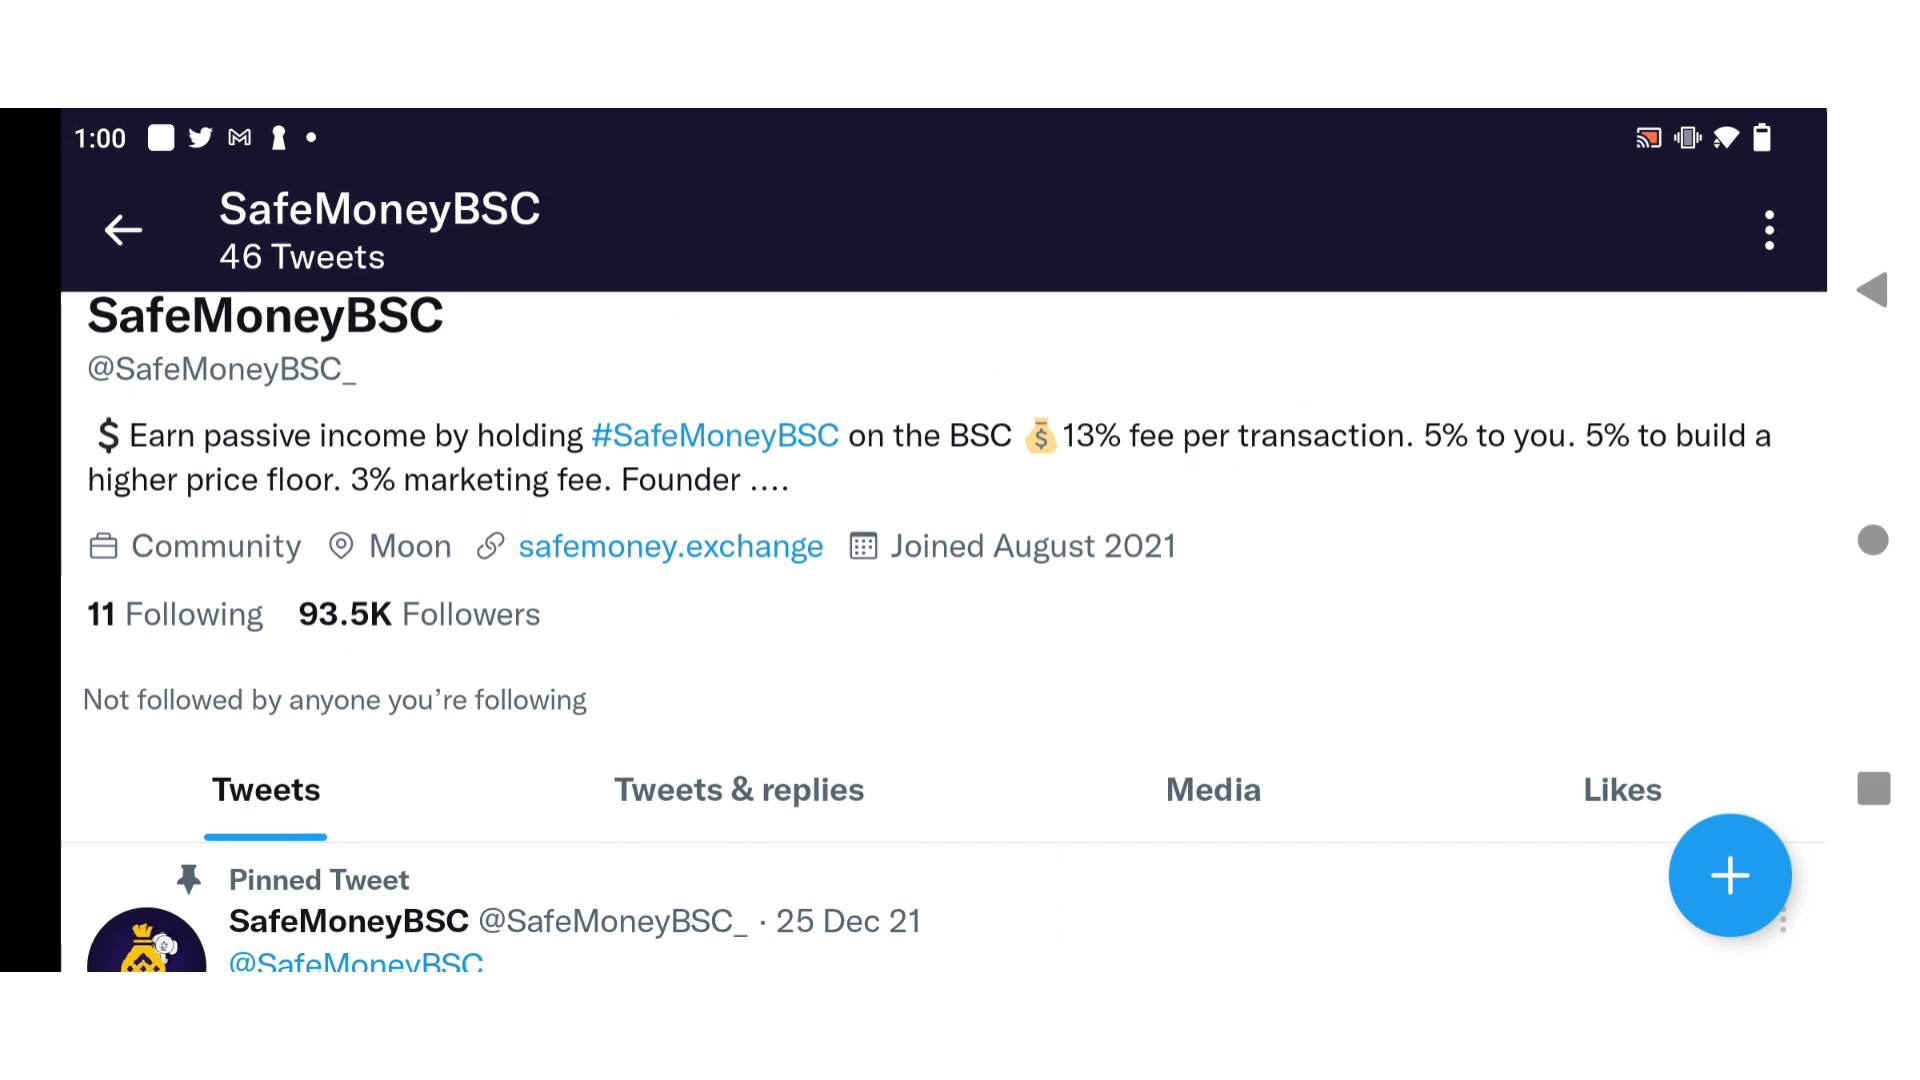 1:00
SafeMoneyBSC
46 Tweets
SafeMoneyBSC
@SafeMoneyBSC_
💲Earn passive income by holding #SafeMoneyBSC on the BSC 💰13% fee per transaction. 5% to you. 5% to build a
higher price floor. 3% marketing fee. Founder ....
Community Moon safemoney.exchange Joined August 2021
11 Following 93.5K Followers
Not followed by anyone you’re following
Tweets Tweets & replies Media Likes
Pinned Tweet
SafeMoneyBSC @SafeMoneyBSC_ · 25 Dec 21
@SafeMoneyBSC